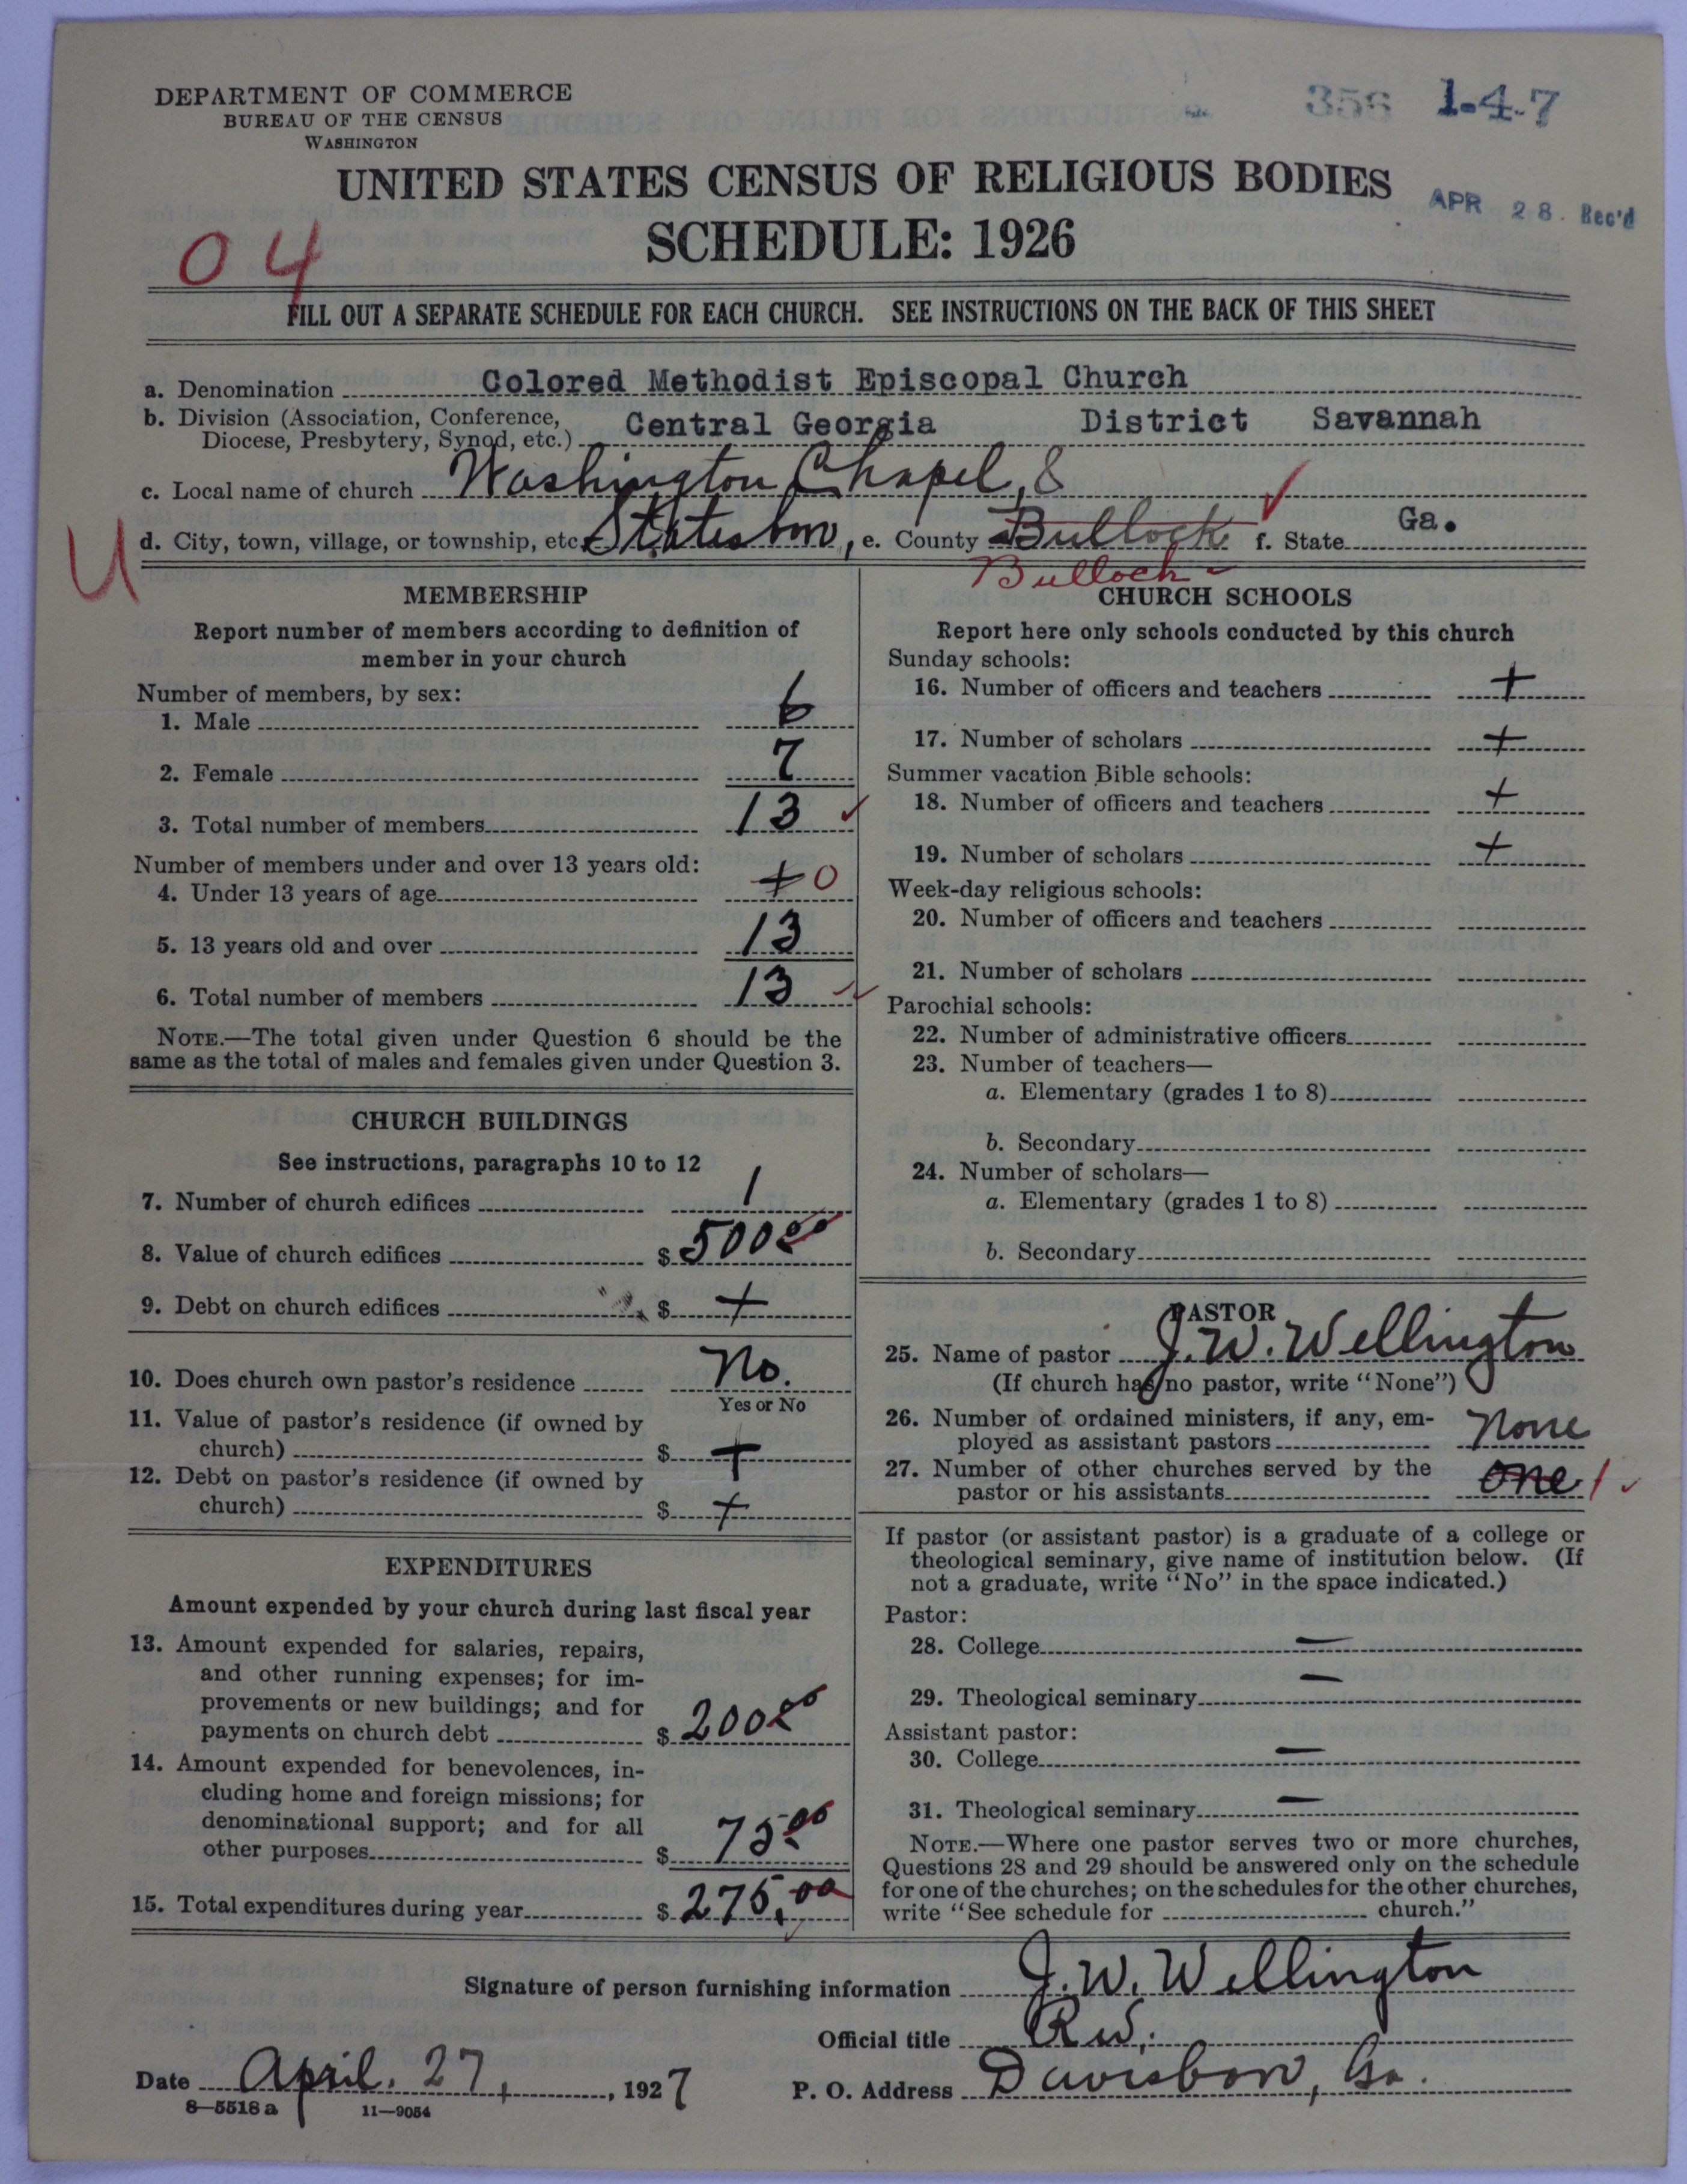 DEPARTMENT OF COMMERCE
BUREAU OF THE CENSUS
WASHINGTON
356 1-4-7
UNITED STATES CENSUS OF RELIGIOUS BODIES
SCHEDULE: 1926
APR 28. Rec'd
04
FILL OUT A SEPARATE SCHEDULE FOR EACH CHURCH. SEE INSTRUCTIONS ON THE BACK OF THIS SHEET
a. Denomination Colored Methodist Episcopal Church
b. Division (Association, Conference,
Diocese, Presbytery, Synod, etc.) Central Georgia District Savannah
c. Local name of church Washington Chapel, &
d. City, town, village, or township, etc. Statesboro, e. County Bullock f. State Ga.
U
Bulloch
MEMBERSHIP
Report number of members according to definition of
member in your church
Number of members, by sex:
1. Male 6
2. Female 7
3. Total number of members 13
Number of members under and over 13 years old:
4. Under 13 years of age + 0
5. 13 years old and over 13
6. Total number of members 13
NOTE.—The total given under Question 6 should be the
same as the total of males and females given under Question 3.
CHURCH BUILDINGS
See instructions, paragraphs 10 to 12
7. Number of church edifices 1
8. Value of church edifices $ 500 00
9. Debt on church edifices $ +
10. Does church own pastor's residence No.
Yes or No
11. Value of pastor's residence (if owned by
church) $ +
12. Debt on pastor's residence (if owned by
church) $ +
EXPENDITURES
Amount expended by your church during last fiscal year
13. Amount expended for salaries, repairs,
and other running expenses; for im-
provements or new buildings; and for
payments on church debt $ 200 00
14. Amount expended for benevolences, in-
cluding home and foreign missions; for
denominational support; and for all
other purposes $ 75 00
15. Total expenditures during year $ 275,00
CHURCH SCHOOLS
Report here only schools conducted by this church
Sunday schools:
16. Number of officers and teachers +
17. Number of scholars +
Summer vacation Bible schools:
18. Number of officers and teachers +
19. Number of scholars +
Week-day religious schools:
20. Number of officers and teachers
21. Number of scholars
Parochial schools:
22. Number of administrative officers
23. Number of teachers—
a. Elementary (grades 1 to 8)
b. Secondary
24. Number of scholars—
a. Elementary (grades 1 to 8)
b. Secondary
PASTOR
25. Name of pastor J. W. Wellington
(If church has no pastor, write "None")
26. Number of ordained ministers, if any, em-
ployed as assistant pastors None
27. Number of other churches served by the
pastor or his assistants one 1
If pastor (or assistant pastor) is a graduate of a college or
theological seminary, give name of institution below. (If
not a graduate, write "No" in the space indicated.)
Pastor:
28. College —
29. Theological seminary —
Assistant pastor:
30. College —
31. Theological seminary —
NOTE.—Where one pastor serves two or more churches,
Questions 28 and 29 should be answered only on the schedule
for one of the churches; on the schedules for the other churches,
write "See schedule for church."
Signature of person furnishing information J. W. Wellington
Official title
Date April. 27, 1927 P. O. Address Davisboro, Ga.
8—5518 a 11—9054